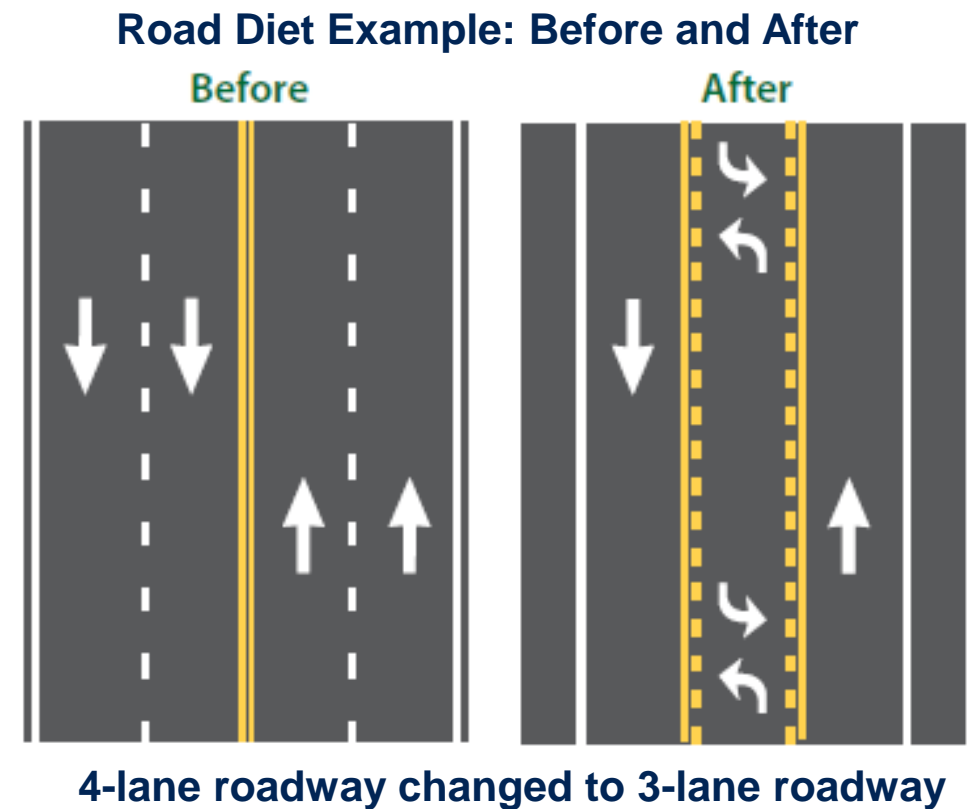 Road Diet Example: Before and After
Before
After
4-lane roadway changed to 3-lane roadway